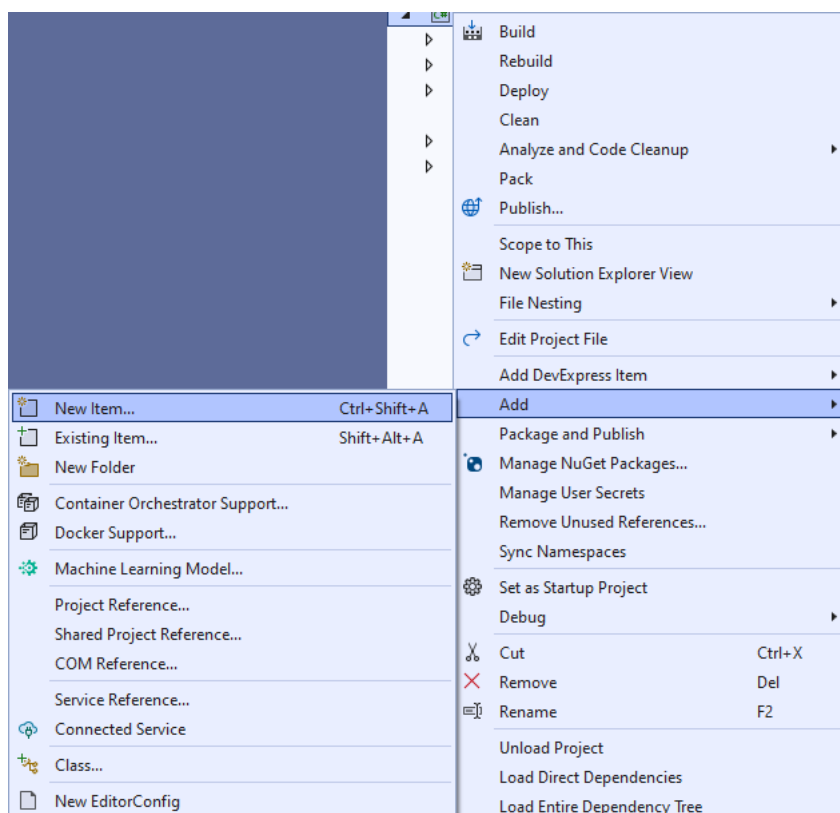 C#
Build
Rebuild
Deploy
Clean
Analyze and Code Cleanup
Pack
Publish...
Scope to This
New Solution Explorer View
File Nesting
Edit Project File
Add DevExpress Item
Add
Package and Publish
Manage NuGet Packages...
Manage User Secrets
Remove Unused References...
Sync Namespaces
Set as Startup Project
Debug
Cut Ctrl+X
Remove Del
Rename F2
Unload Project
Load Direct Dependencies
Load Entire Dependency Tree
New Item... Ctrl+Shift+A
Existing Item... Shift+Alt+A
New Folder
Container Orchestrator Support...
Docker Support...
Machine Learning Model...
Project Reference...
Shared Project Reference...
COM Reference...
Service Reference...
Connected Service
Class...
New EditorConfig